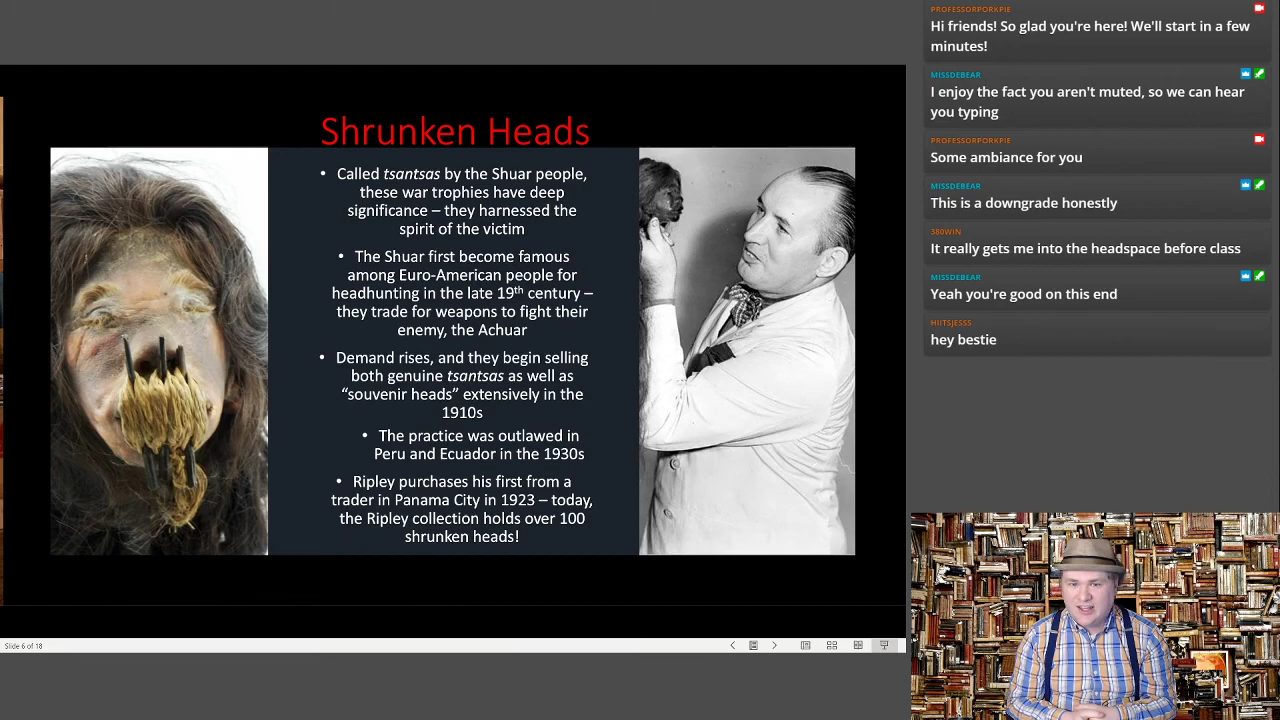 Shrunken Heads
• Called tsantsas by the Shuar people,
these war trophies have deep
significance – they harnessed the
spirit of the victim
• The Shuar first become famous
among Euro-American people for
headhunting in the late 19th century –
they trade for weapons to fight their
enemy, the Achuar
• Demand rises, and they begin selling
both genuine tsantsas as well as
“souvenir heads” extensively in the
1910s
• The practice was outlawed in
Peru and Ecuador in the 1930s
• Ripley purchases his first from a
trader in Panama City in 1923 – today,
the Ripley collection holds over 100
shrunken heads!
Slide 6 of 18
PROFESSORPORKPIE
Hi friends! So glad you're here! We'll start in a few
minutes!
MISSDEBEAR
I enjoy the fact you aren't muted, so we can hear
you typing
PROFESSORPORKPIE
Some ambiance for you
MISSDEBEAR
This is a downgrade honestly
380WIN
It really gets me into the headspace before class
MISSDEBEAR
Yeah you're good on this end
HIITSJESSS
hey bestie